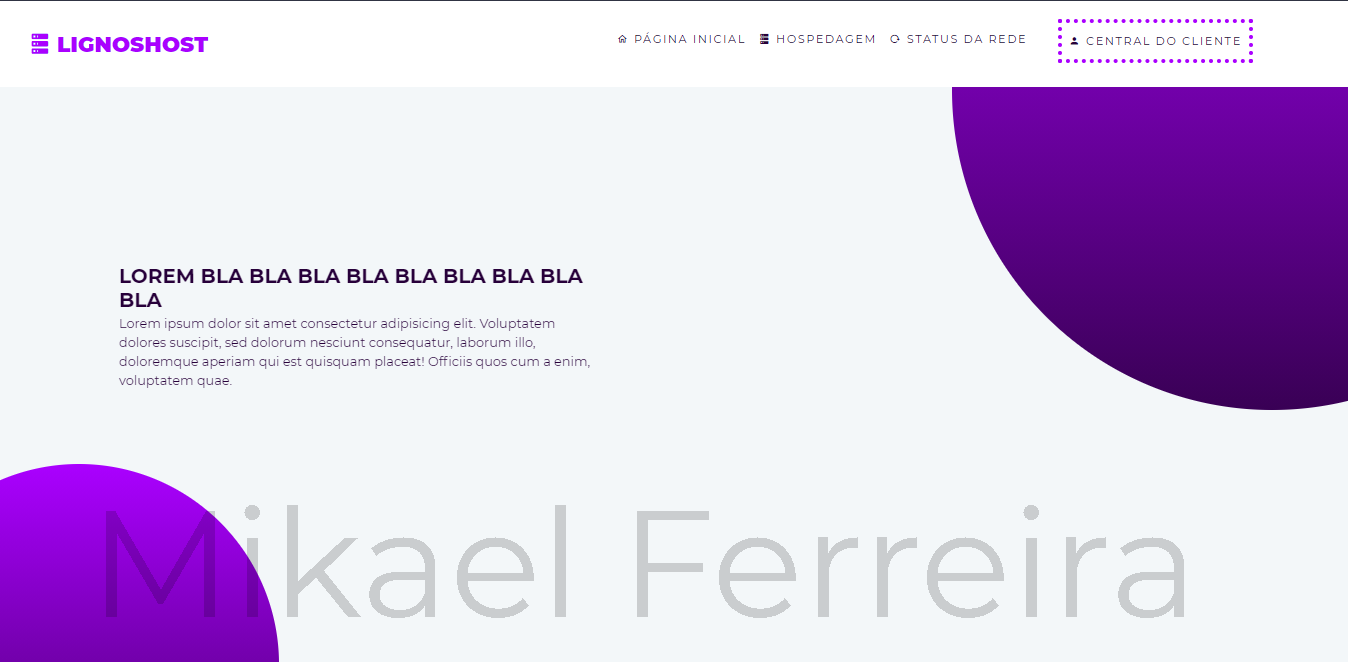 LIGNOSHOST
PÁGINA INICIAL HOSPEDAGEM STATUS DA REDE CENTRAL DO CLIENTE
LOREM BLA BLA BLA BLA BLA BLA BLA BLA
BLA
Lorem ipsum dolor sit amet consectetur adipisicing elit. Voluptatem
dolores suscipit, sed dolorum nesciunt consequatur, laborum illo,
doloremque aperiam qui est quisquam placeat! Officiis quos cum a enim,
voluptatem quae.
Mikael Ferreira